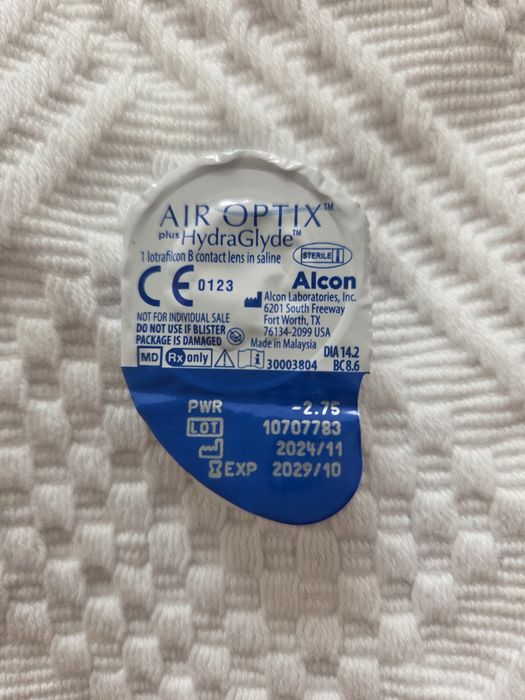 AIR OPTIX™
plus HydraGlyde™
1 lotrafilcon B contact lens in saline
STERILE
CE 0123
Alcon
Alcon Laboratories, Inc.
6201 South Freeway
Fort Worth, TX
76134-2099 USA
Made in Malaysia
NOT FOR INDIVIDUAL SALE
DO NOT USE IF BLISTER
PACKAGE IS DAMAGED
MD Rx only 30003804
DIA 14.2
BC 8.6
PWR -2.75
LOT 10707783
2024/11
EXP 2029/10